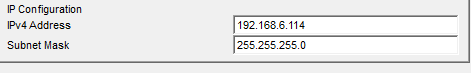 IP Configuration
IPv4 Address 192.168.6.114
Subnet Mask 255.255.255.0